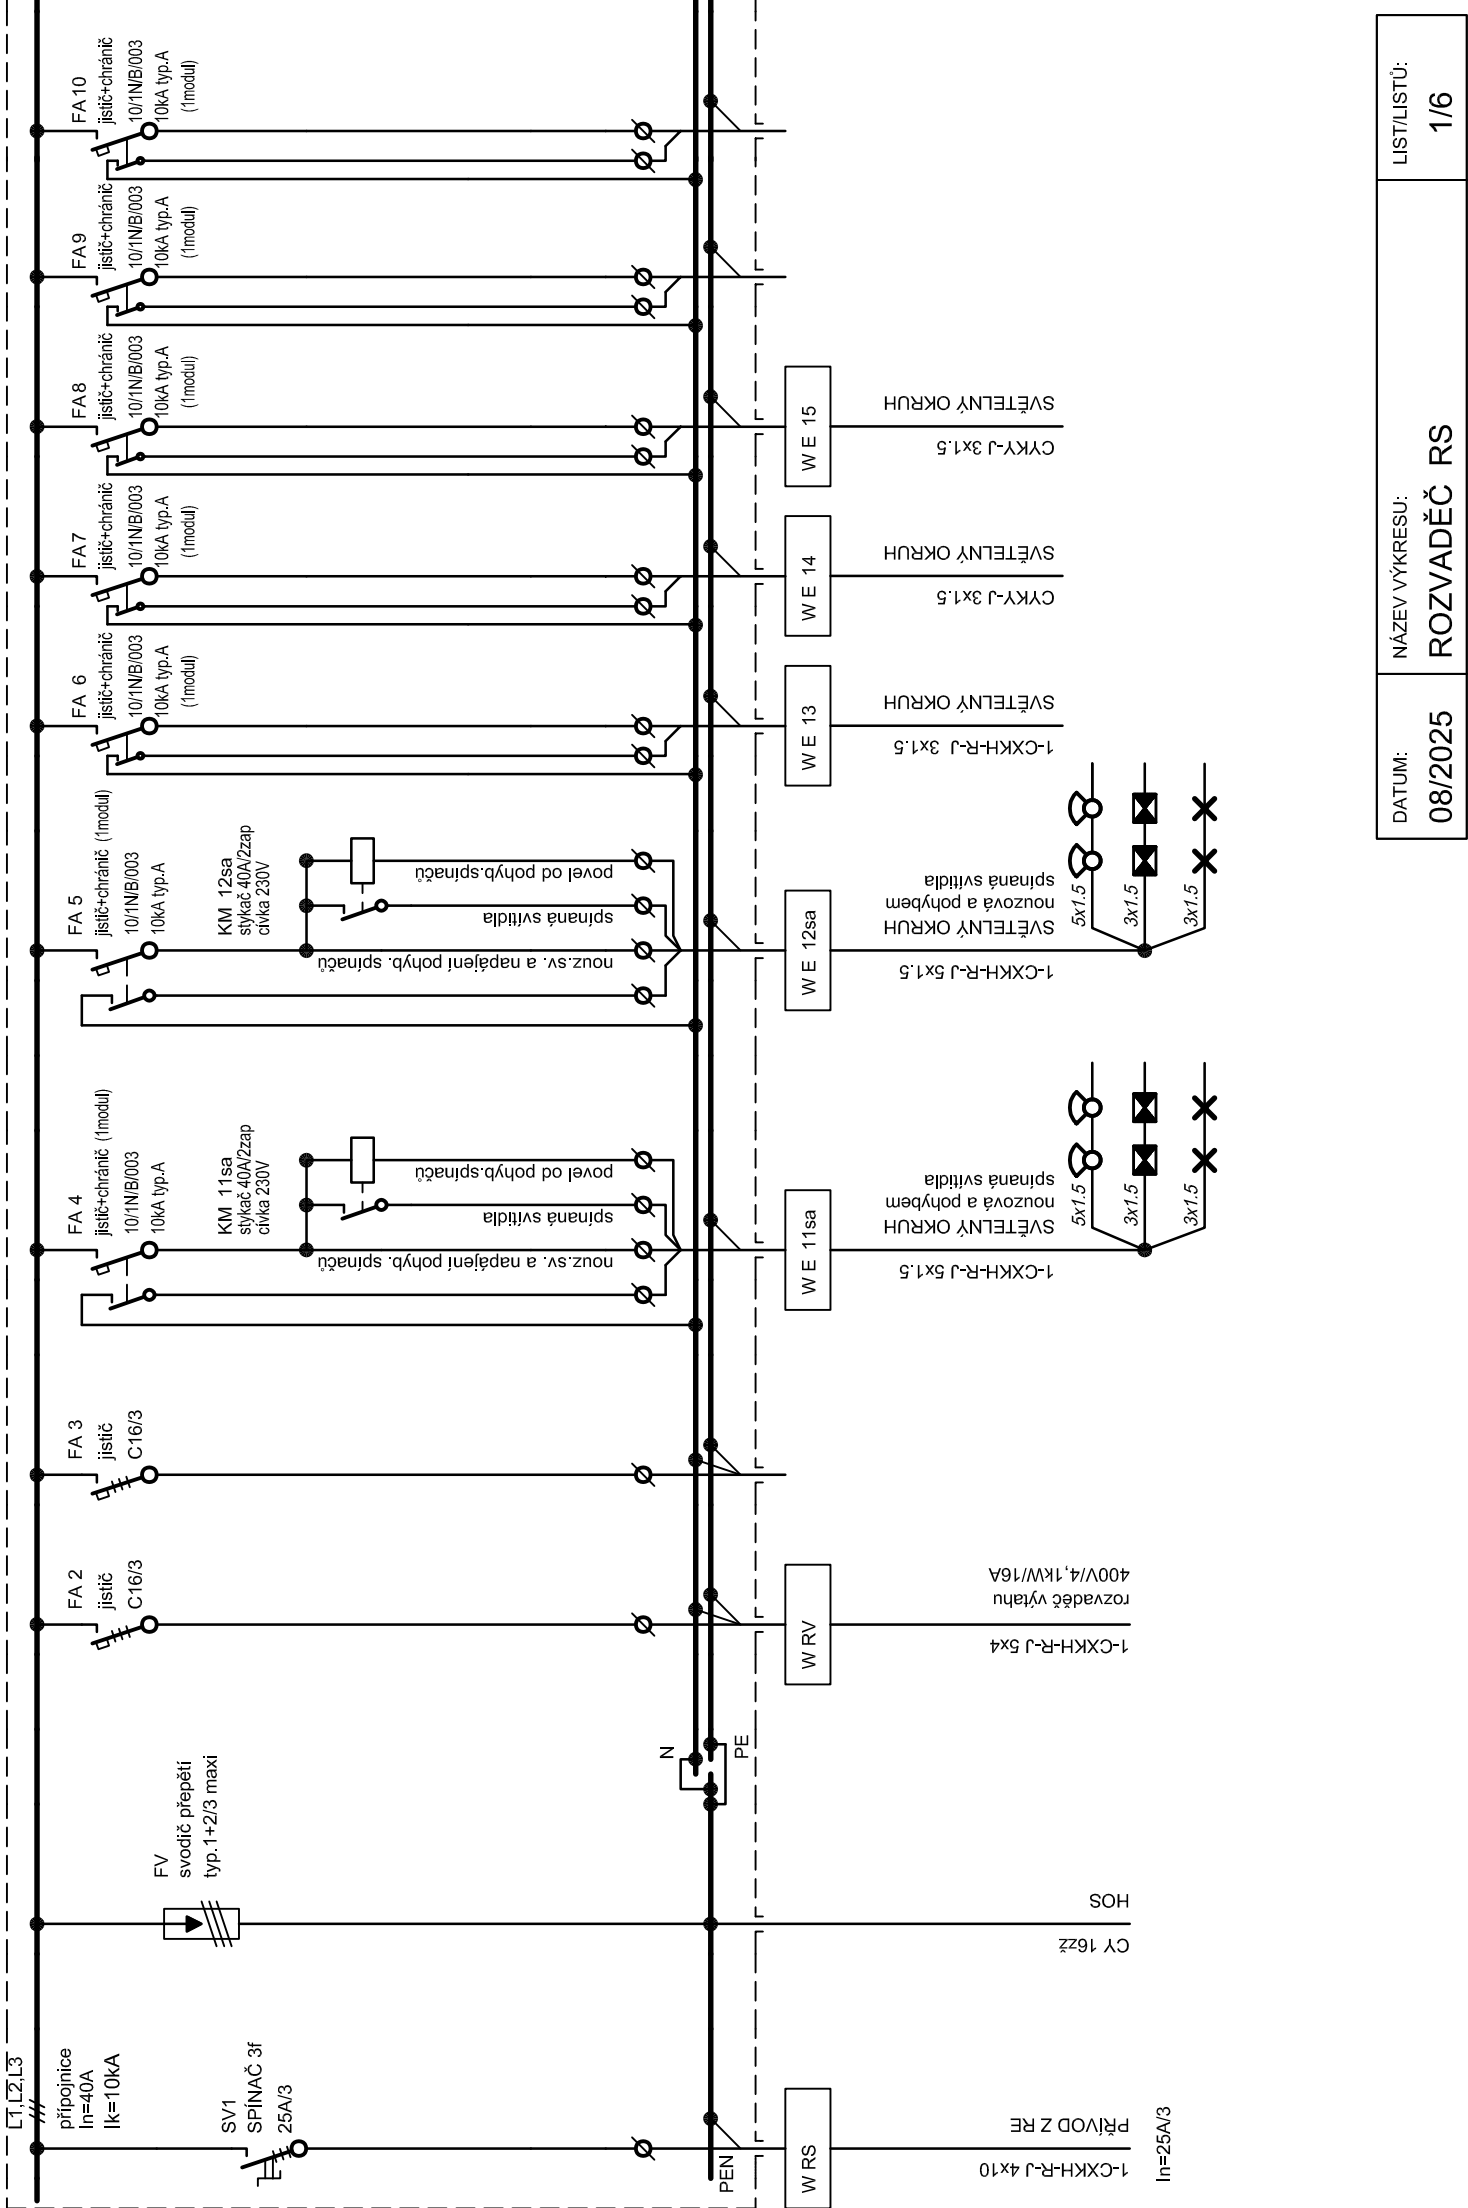 L1,L2,L3
přípojnice
In=40A
Ik=10kA
SV1
SPÍNAČ 3f
25A/3
PEN
W RS
1-CXKH-R-J 4x10
PŘÍVOD Z RE
In=25A/3
FV
svodič přepětí
typ.1+2/3 maxi
CY 16zž
HOS
N
PE
FA 2
jistič
C16/3
W RV
1-CXKH-R-J 5x4
rozvaděč výtahu
400V/4,1kW/16A
FA 3
jistič
C16/3
FA 4
jistič+chránič (1modul)
10/1N/B/003
10kA typ.A
KM 11sa
stykač 40A/2zap
cívka 230V
nouz.sv. a napájení pohyb. spínačů
spínaná svítidla
povel od pohyb.spínačů
W E 11sa
1-CXKH-R-J 5x1.5
SVĚTELNÝ OKRUH
nouzová a pohybem
spínaná svítidla
5x1.5
3x1.5
3x1.5
FA 5
jistič+chránič (1modul)
10/1N/B/003
10kA typ.A
KM 12sa
stykač 40A/2zap
cívka 230V
nouz.sv. a napájení pohyb. spínačů
spínaná svítidla
povel od pohyb.spínačů
W E 12sa
1-CXKH-R-J 5x1.5
SVĚTELNÝ OKRUH
nouzová a pohybem
spínaná svítidla
5x1.5
3x1.5
3x1.5
FA 6
jistič+chránič
10/1N/B/003
10kA typ.A
(1modul)
W E 13
1-CXKH-R-J 3x1.5
SVĚTELNÝ OKRUH
FA7
jistič+chránič
10/1N/B/003
10kA typ.A
(1modul)
W E 14
CYKY-J 3x1.5
SVĚTELNÝ OKRUH
FA8
jistič+chránič
10/1N/B/003
10kA typ.A
(1modul)
W E 15
CYKY-J 3x1.5
SVĚTELNÝ OKRUH
FA9
jistič+chránič
10/1N/B/003
10kA typ.A
(1modul)
FA10
jistič+chránič
10/1N/B/003
10kA typ.A
(1modul)
DATUM:
08/2025
NÁZEV VÝKRESU:
ROZVADĚČ RS
LIST/LISTŮ:
1/6